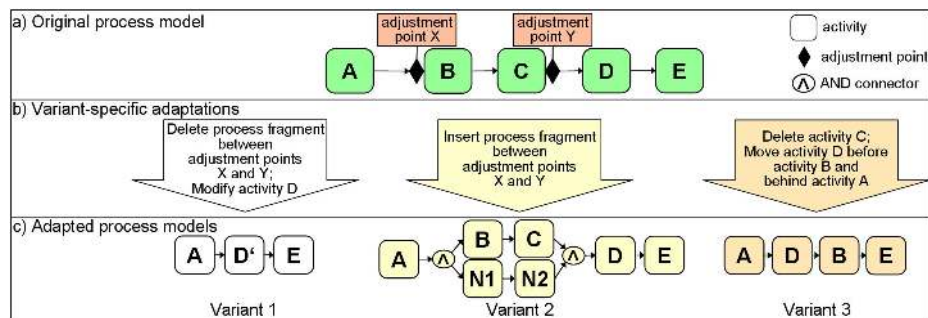 a) Original process model
adjustment
point X
adjustment
point Y
activity
adjustment point
AND connector
A
B
C
D
E
b) Variant-specific adaptations
Delete process fragment
between
adjustment points
X and Y;
Modify activity D
Insert process fragment
between
adjustment points
X and Y
Delete activity C;
Move activity D before
activity B and
behind activity A
c) Adapted process models
A
D‘
E
Variant 1
A
B
C
N1
N2
D
E
Variant 2
A
D
B
E
Variant 3